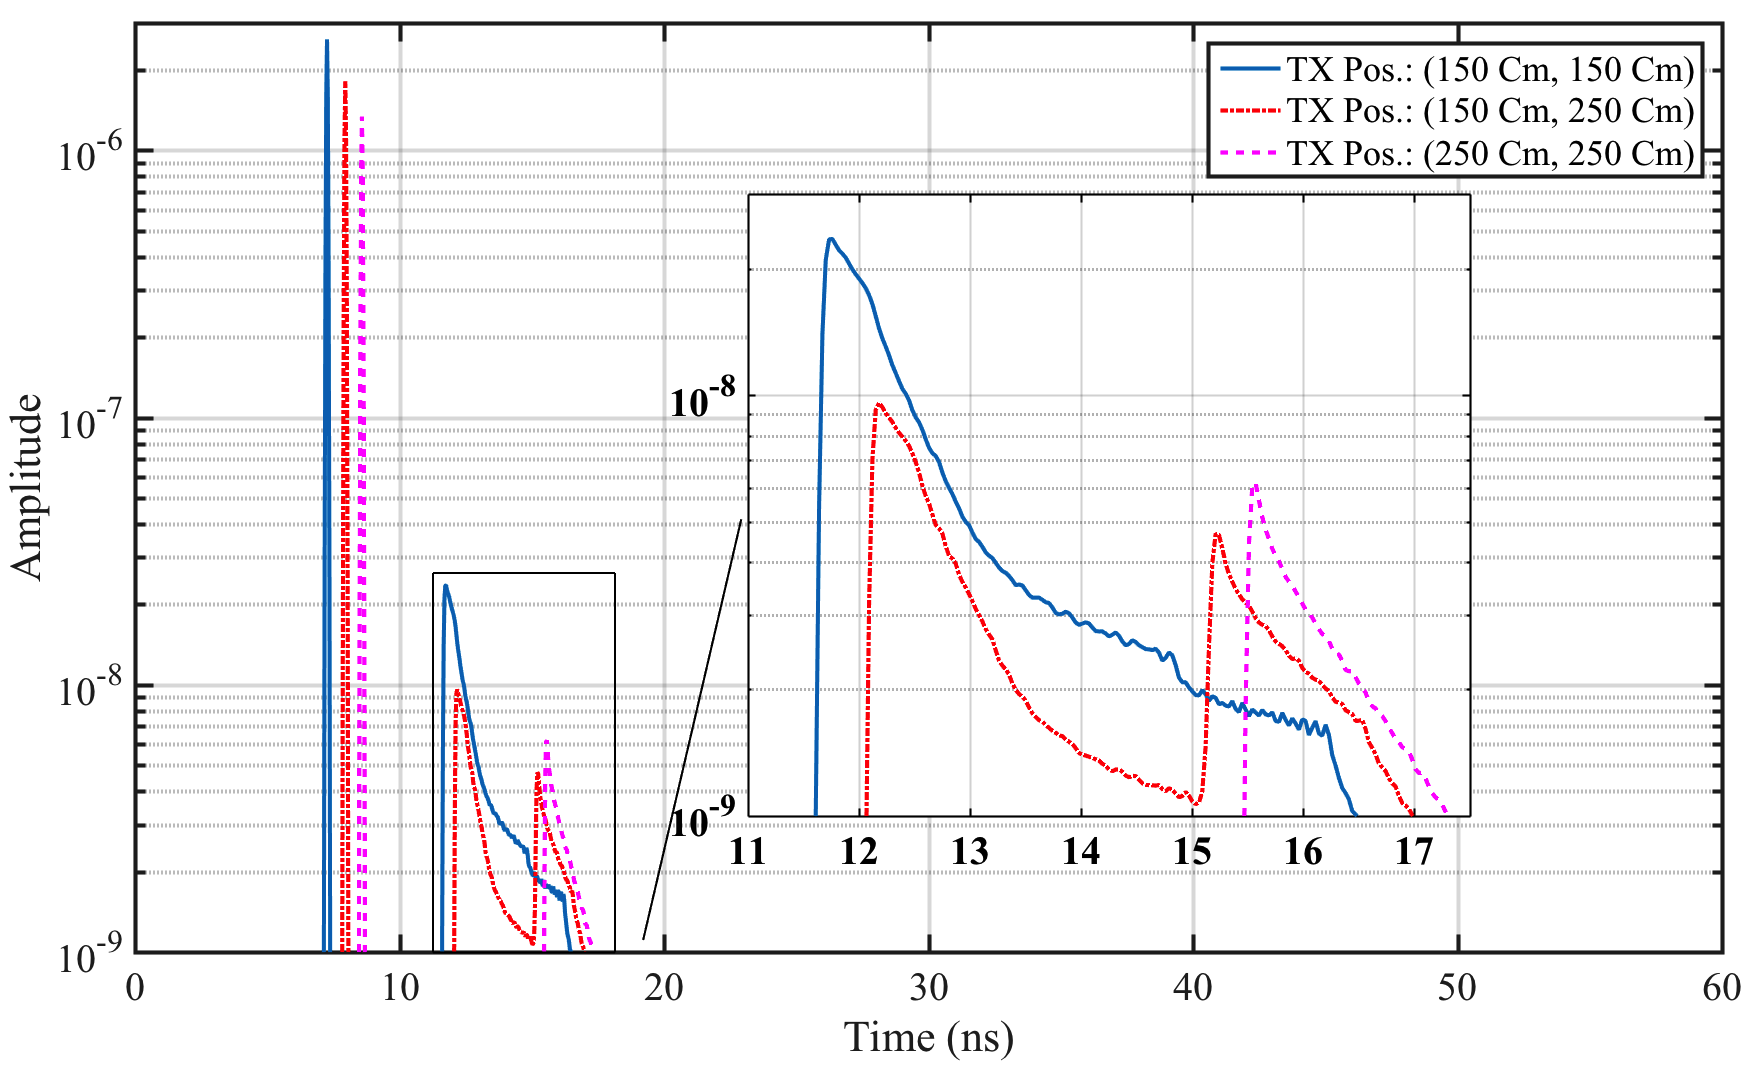 TX Pos.: (150 Cm, 150 Cm)
TX Pos.: (150 Cm, 250 Cm)
TX Pos.: (250 Cm, 250 Cm)
10-6
10-7
10-8
10-9
Amplitude
10-8
10-9
11 12 13 14 15 16 17
0 10 20 30 40 50 60
Time (ns)